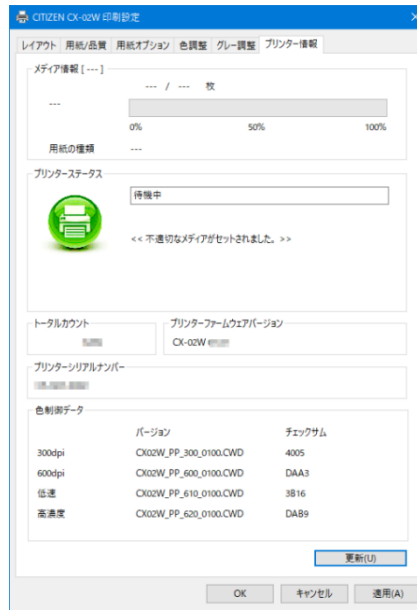 CITIZEN CX-02W 印刷設定
レイアウト 用紙/品質 用紙オプション 色調整 グレー調整 プリンター情報
メディア情報 [ --- ]
--- / --- 枚
---
0% 50% 100%
用紙の種類 ---
プリンターステータス
待機中
<< 不適切なメディアがセットされました。 >>
トータルカウント プリンターファームウェアバージョン
CX-02W
プリンターシリアルナンバー
色制御データ
バージョン チェックサム
300dpi CX02W_PP_300_0100.CWD 4005
600dpi CX02W_PP_600_0100.CWD DAA3
低速 CX02W_PP_610_0100.CWD 3B16
高濃度 CX02W_PP_620_0100.CWD DAB9
更新(U)
OK キャンセル 適用(A)